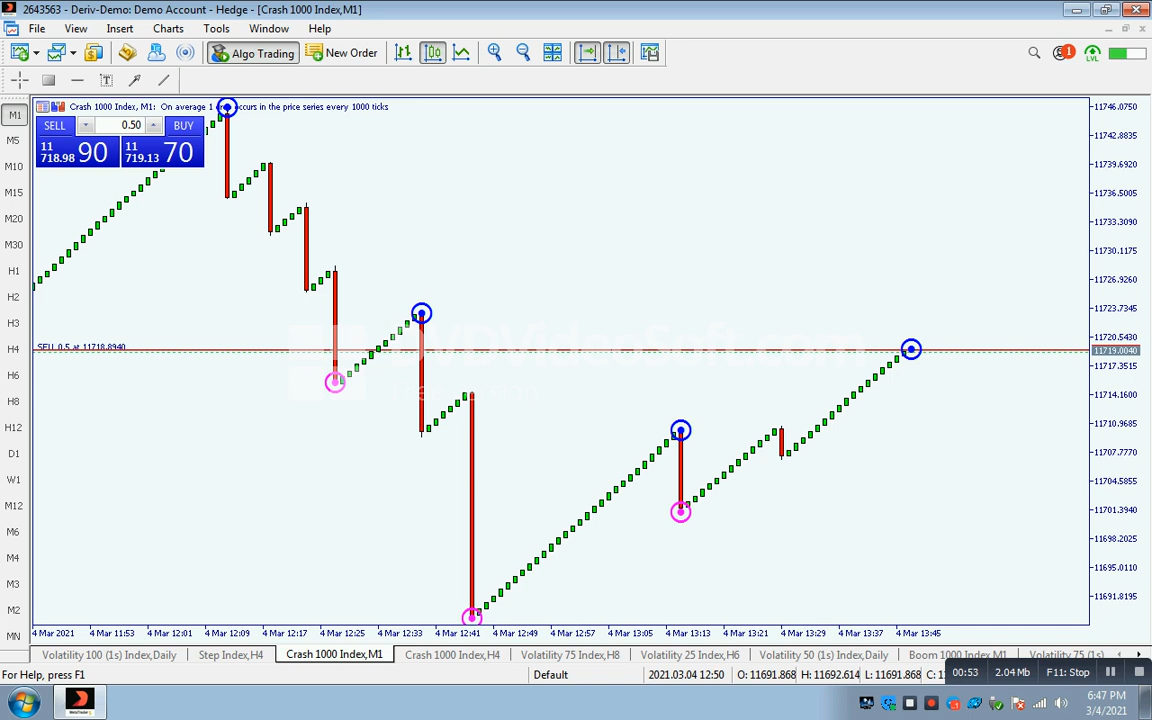 2643563 - Deriv-Demo: Demo Account - Hedge - [Crash 1000 Index,M1]
File View Insert Charts Tools Window Help
Algo Trading New Order 1 LVL
M1
M5
M10
M15
M20
M30
H1
H2
H3
H4
H6
H8
H12
D1
W1
M12
M6
M4
M3
M2
MN
Crash 1000 Index, M1: On average 1 occurs in the price series every 1000 ticks
SELL 0.50 BUY
11 718.98 90 11 719.13 70
SELL 0.5 at 11718.8940
11746.0750
11742.8835
11739.6920
11736.5005
11733.3090
11730.1175
11726.9260
11723.7345
11720.5430
11719.0040
11717.3515
11714.1600
11710.9685
11707.7770
11704.5855
11701.3940
11698.2025
11695.0110
11691.8195
4 Mar 2021 4 Mar 11:53 4 Mar 12:01 4 Mar 12:09 4 Mar 12:17 4 Mar 12:25 4 Mar 12:33 4 Mar 12:41 4 Mar 12:49 4 Mar 12:57 4 Mar 13:05 4 Mar 13:13 4 Mar 13:21 4 Mar 13:29 4 Mar 13:37 4 Mar 13:45
Volatility 100 (1s) Index,Daily Step Index,H4 Crash 1000 Index,M1 Crash 1000 Index,H4 Volatility 75 Index,H8 Volatility 25 Index,H6 Volatility 50 (1s) Index,Daily Boom 1000 Index,M1 Volatility 75 (1s)
For Help, press F1 Default 2021.03.04 12:50 O: 11691.868 H: 11692.614 L: 11691.868 C:
00:53 2.04 Mb F11: Stop
6:47 PM
3/4/2021